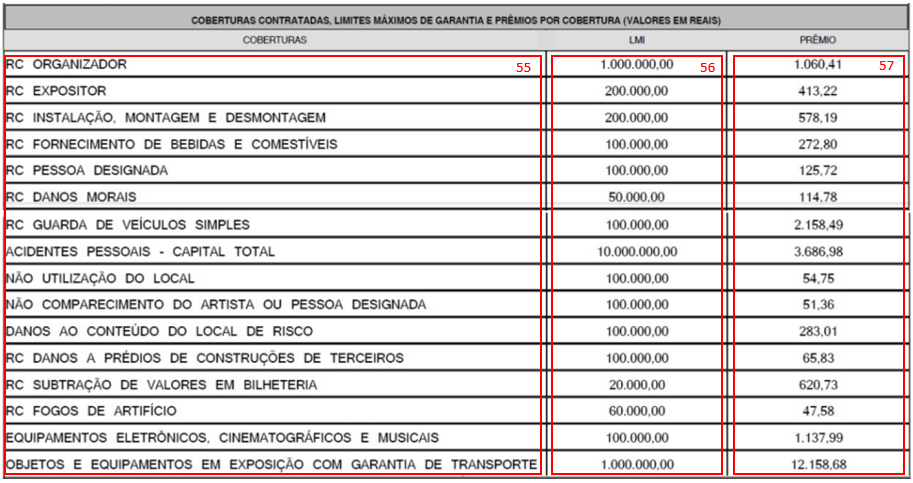 COBERTURAS CONTRATADAS, LIMITES MÁXIMOS DE GARANTIA E PRÊMIOS POR COBERTURA (VALORES EM REAIS)
COBERTURAS LMI PRÊMIO
RC ORGANIZADOR 55 1.000.000,00 56 1.060,41 57
RC EXPOSITOR 200.000,00 413,22
RC INSTALAÇÃO, MONTAGEM E DESMONTAGEM 200.000,00 578,19
RC FORNECIMENTO DE BEBIDAS E COMESTÍVEIS 100.000,00 272,80
RC PESSOA DESIGNADA 100.000,00 125,72
RC DANOS MORAIS 50.000,00 114,78
RC GUARDA DE VEÍCULOS SIMPLES 100.000,00 2.158,49
ACIDENTES PESSOAIS - CAPITAL TOTAL 10.000.000,00 3.686,98
NÃO UTILIZAÇÃO DO LOCAL 100.000,00 54,75
NÃO COMPARECIMENTO DO ARTISTA OU PESSOA DESIGNADA 100.000,00 51,36
DANOS AO CONTEÚDO DO LOCAL DE RISCO 100.000,00 283,01
RC DANOS A PRÉDIOS DE CONSTRUÇÕES DE TERCEIROS 100.000,00 65,83
RC SUBTRAÇÃO DE VALORES EM BILHETERIA 20.000,00 620,73
RC FOGOS DE ARTIFÍCIO 60.000,00 47,58
EQUIPAMENTOS ELETRÔNICOS, CINEMATOGRÁFICOS E MUSICAIS 100.000,00 1.137,99
OBJETOS E EQUIPAMENTOS EM EXPOSIÇÃO COM GARANTIA DE TRANSPORTE 1.000.000,00 12.158,68